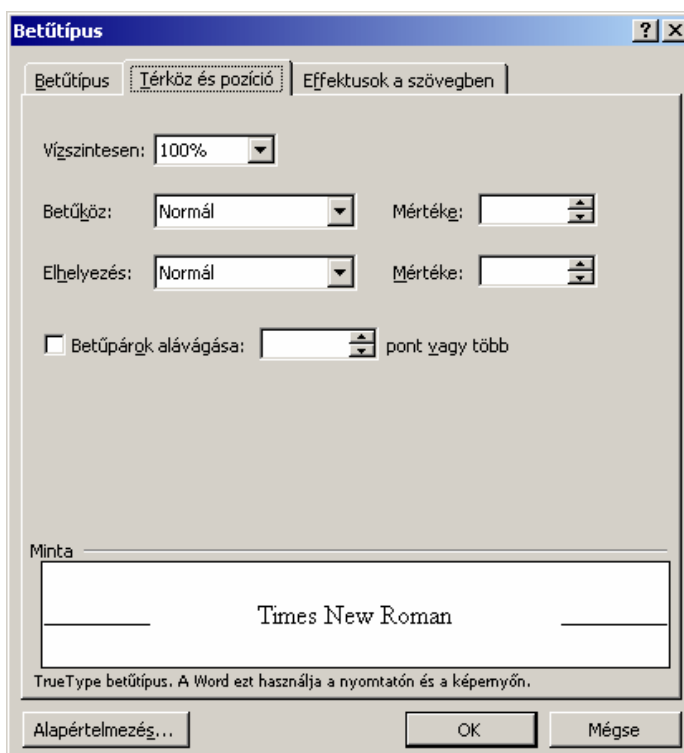 Betűtípus
Betűtípus Térköz és pozíció Effektusok a szövegben
Vízszintesen: 100%
Betűköz: Normál Mértéke:
Elhelyezés: Normál Mértéke:
Betűpárok alávágása: pont vagy több
Minta
Times New Roman
TrueType betűtípus. A Word ezt használja a nyomtatón és a képernyőn.
Alapértelmezés... OK Mégse